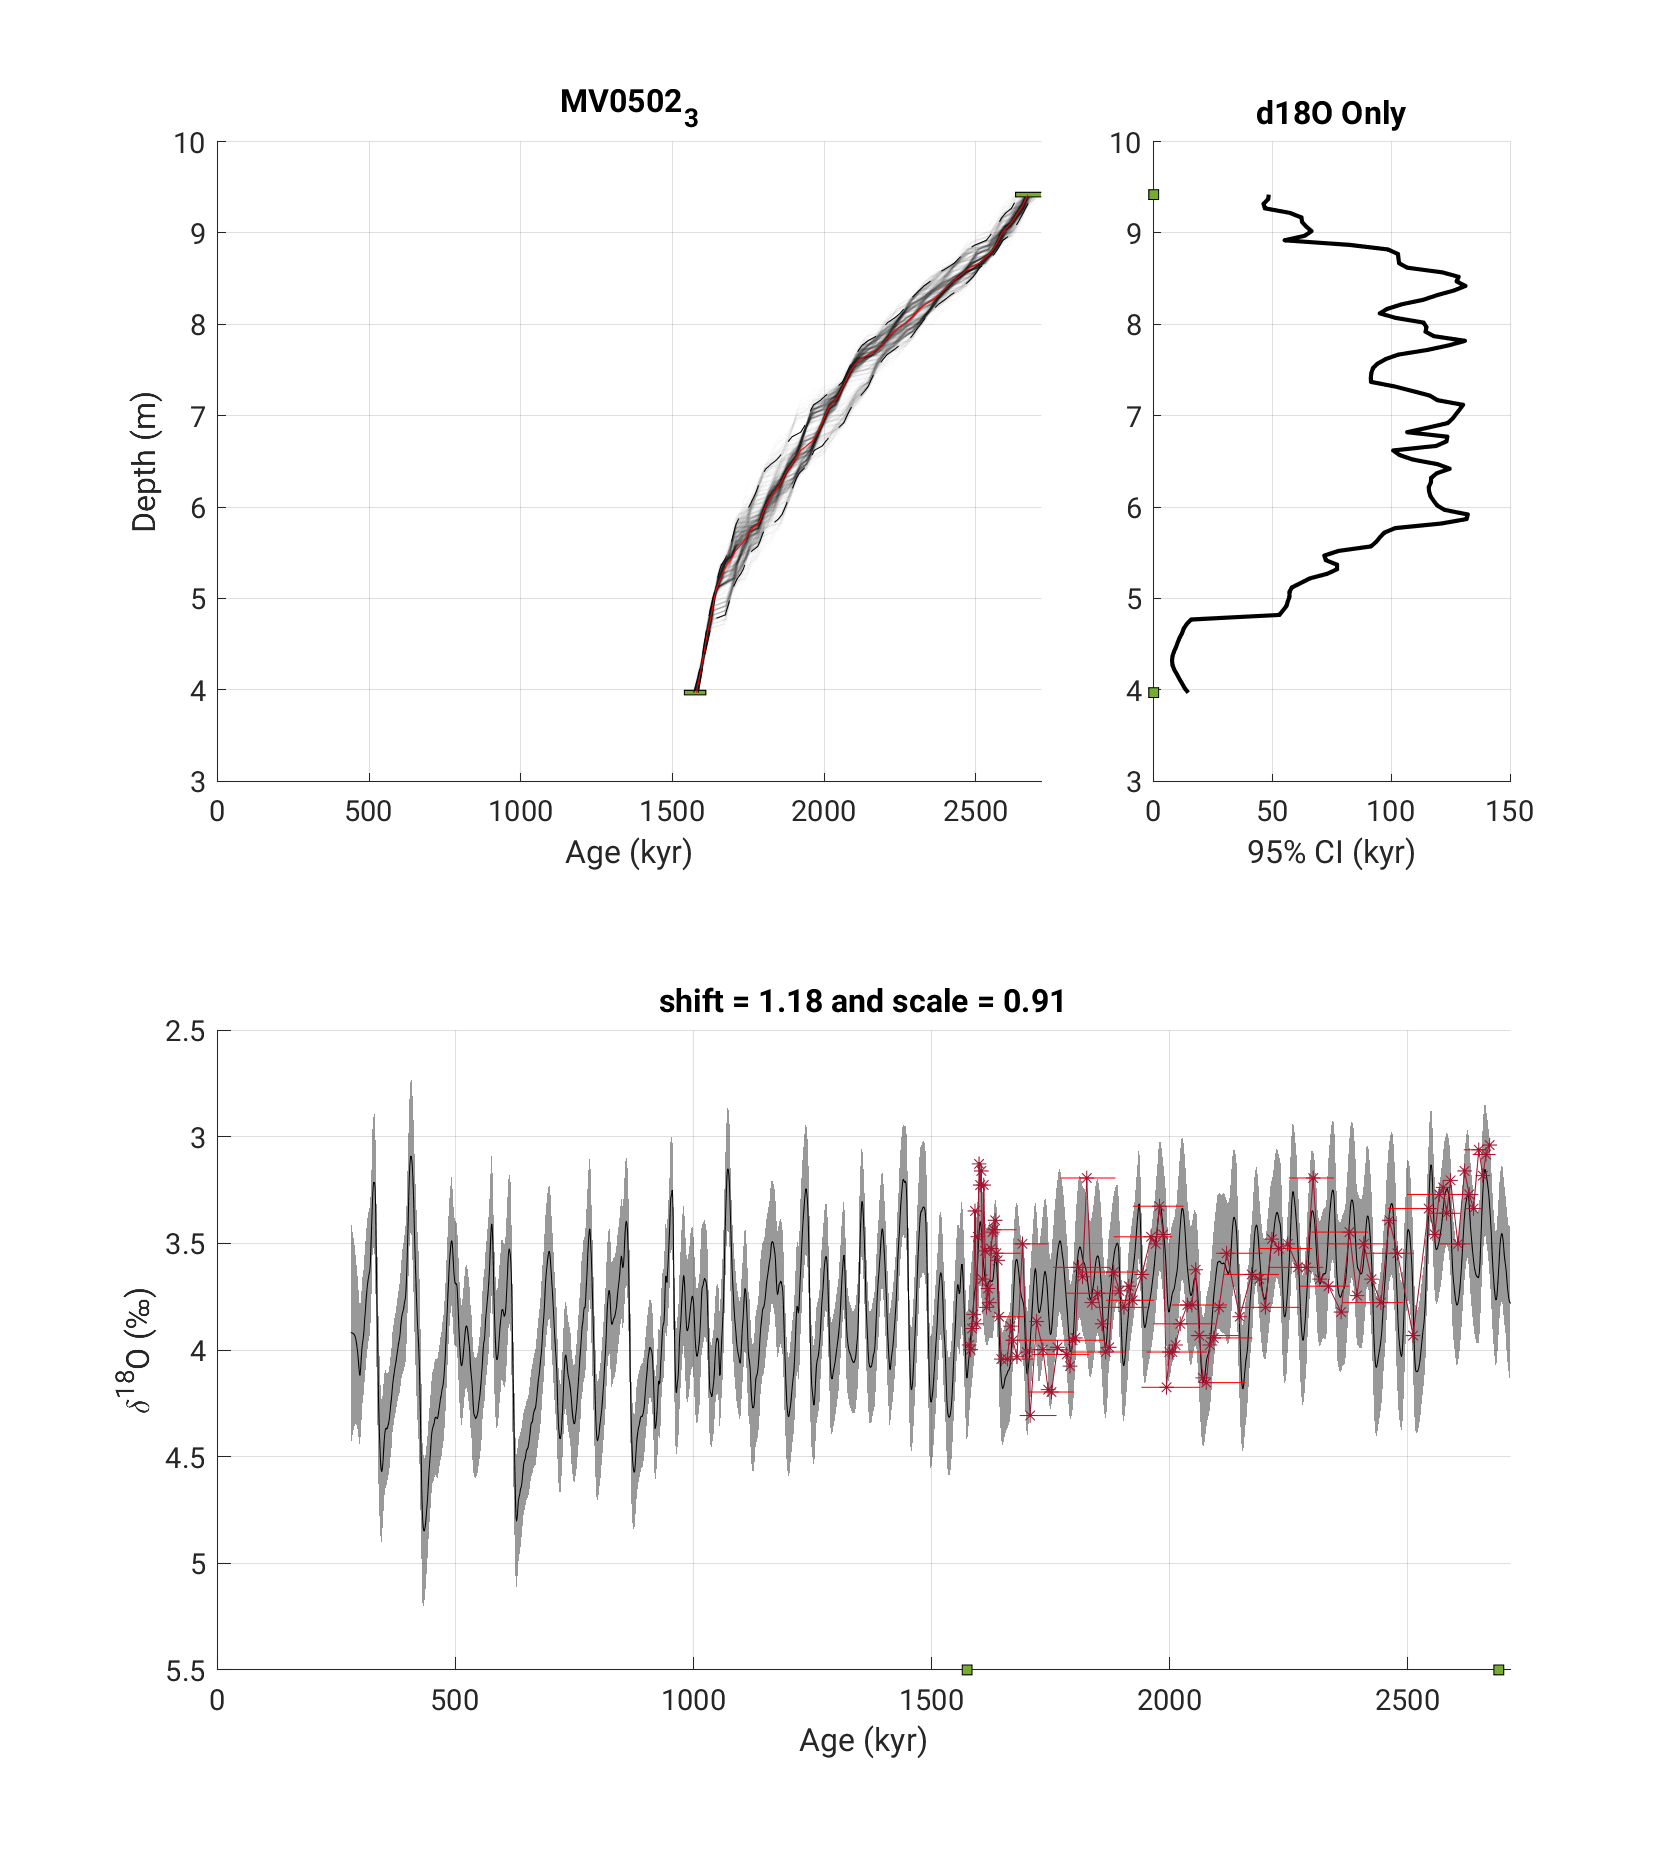 MV0502₃
10
9
8
7
6
5
4
3
Depth (m)
0 500 1000 1500 2000 2500
Age (kyr)
d18O Only
10
9
8
7
6
5
4
3
0 50 100 150
95% CI (kyr)
shift = 1.18 and scale = 0.91
2.5
3
3.5
4
4.5
5
5.5
δ¹⁸O (‰)
0 500 1000 1500 2000 2500
Age (kyr)